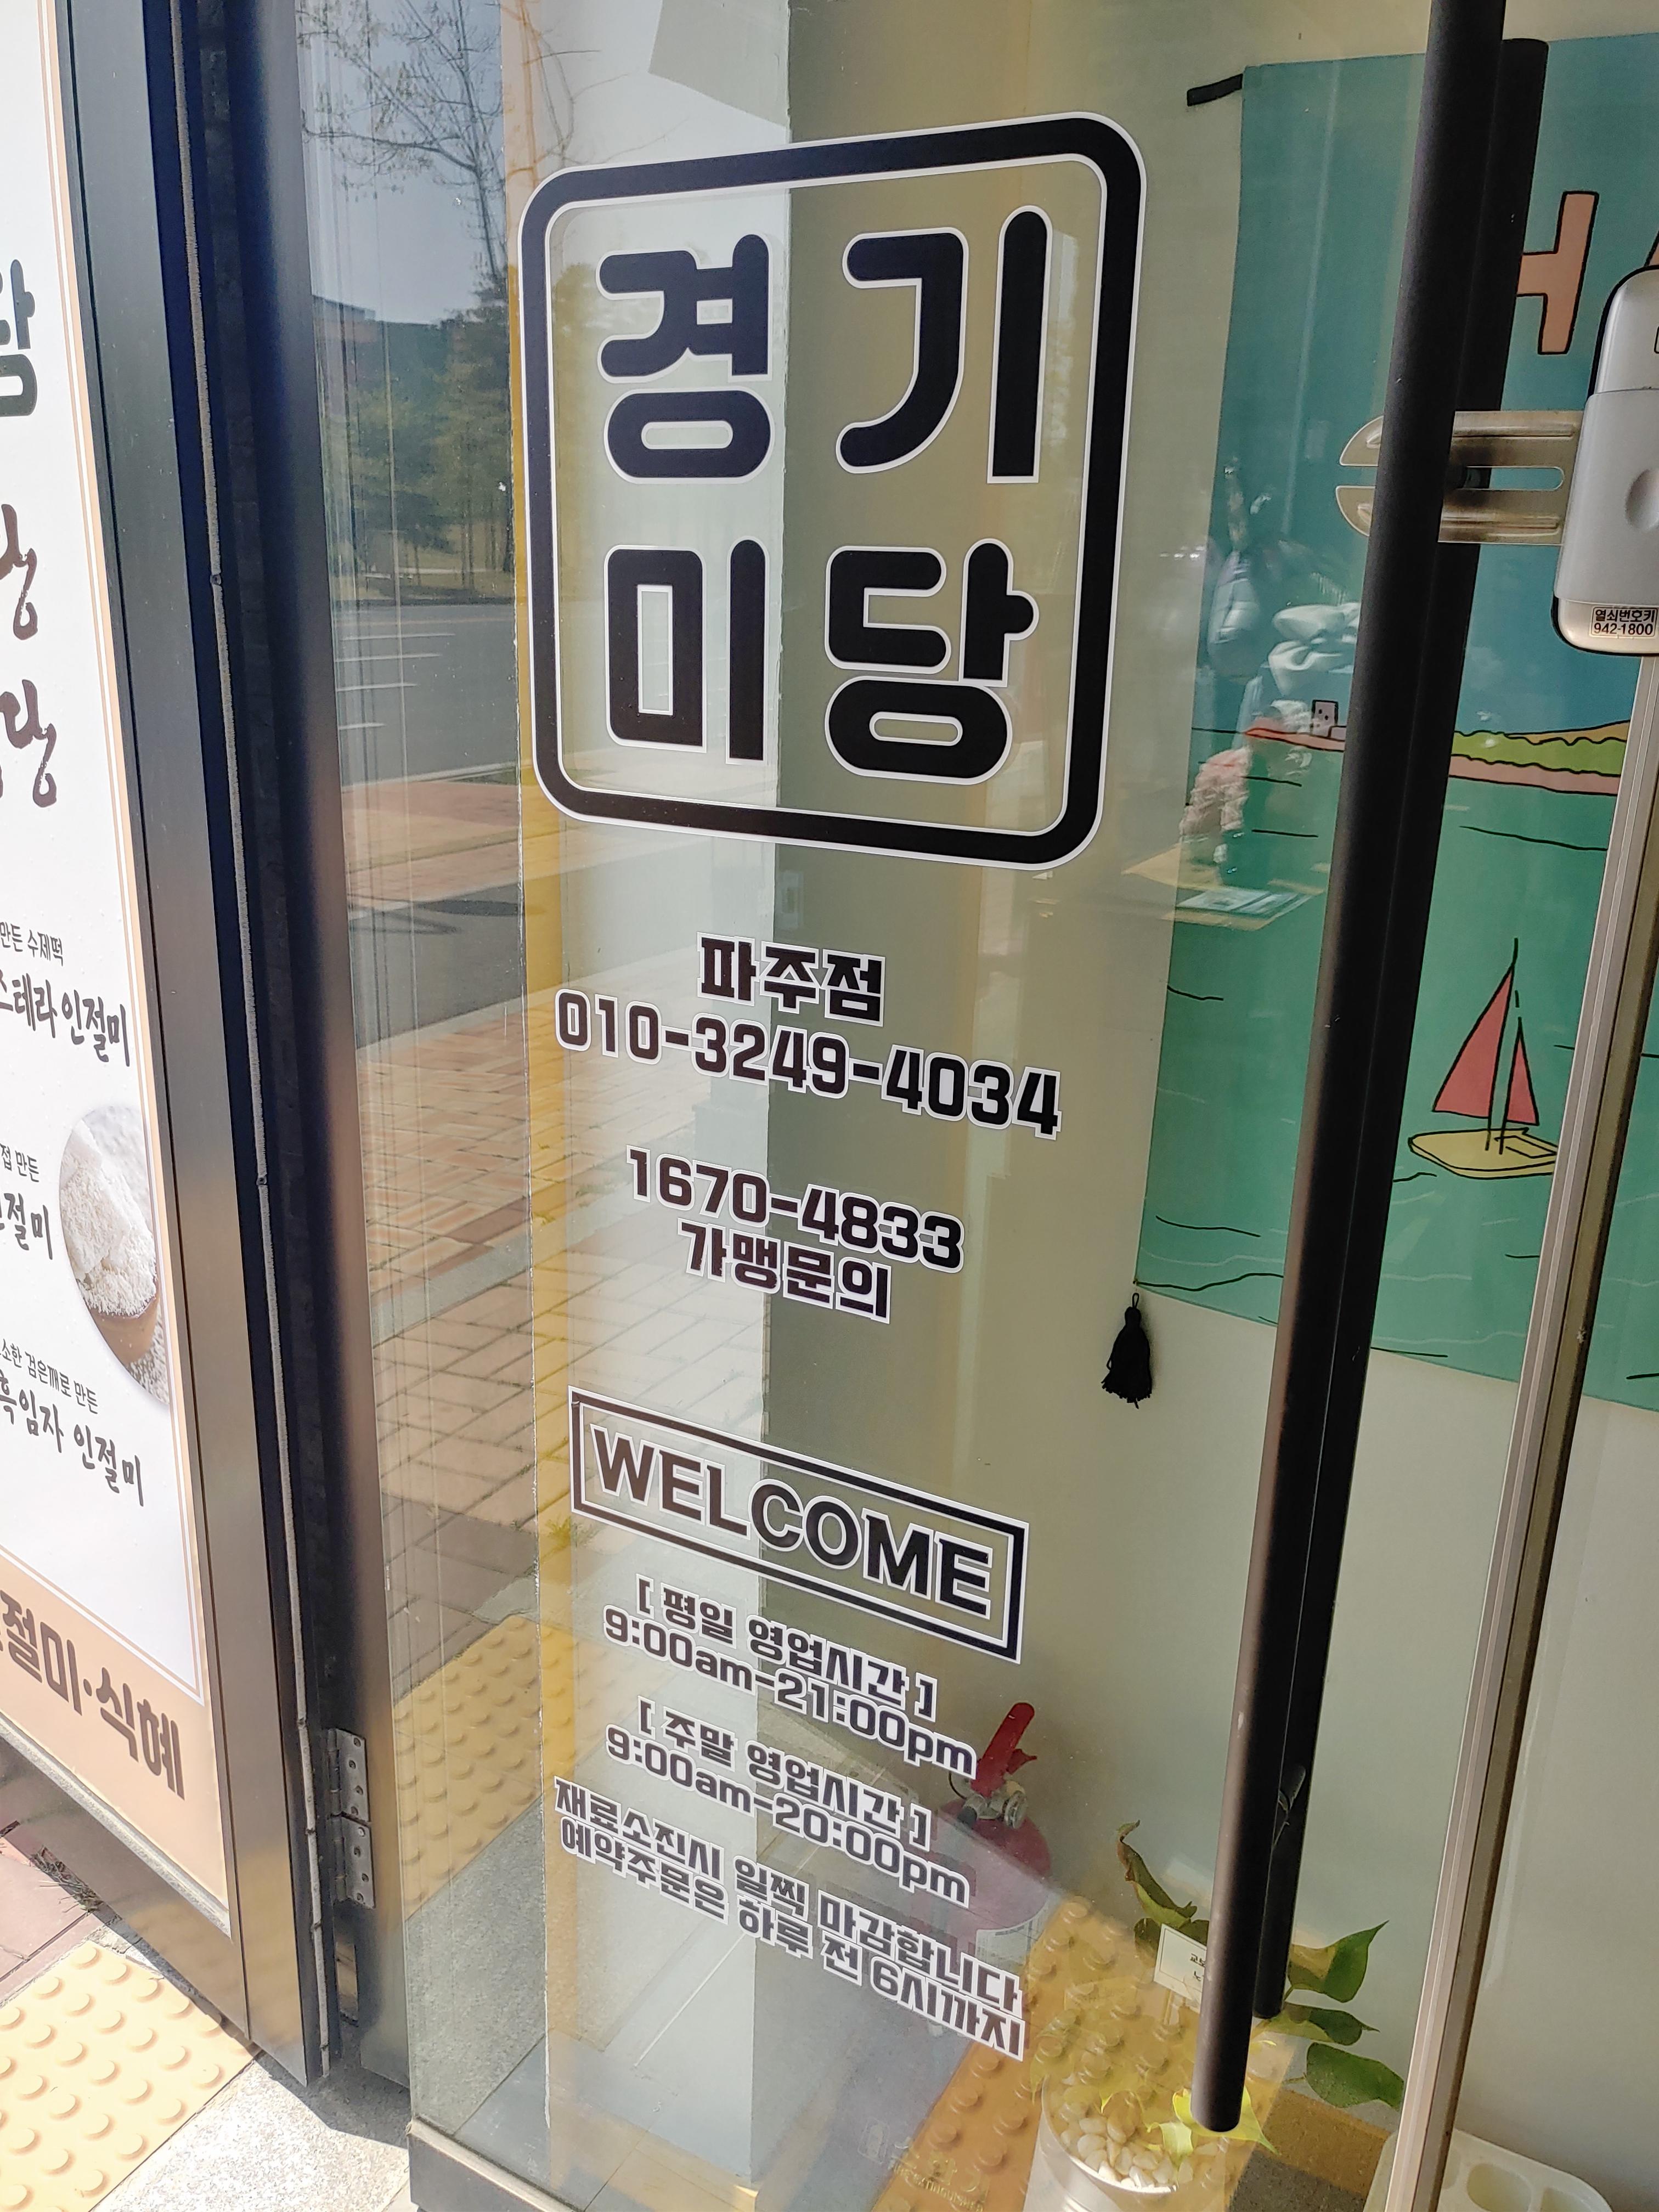 경기
미당
파주점
010-3249-4034
1670-4833
가맹문의
WELCOME
[ 평일 영업시간 ]
9:00am-21:00pm
[ 주말 영업시간 ]
9:00am-20:00pm
재료소진시 일찍 마감합니다
예약주문은 하루 전 6시까지
열쇠번호키
942-1800
만든 수제떡
스테라 인절미
접 만든
절미
소한 검은깨로 만든
흑임자 인절미
절미·식혜
H